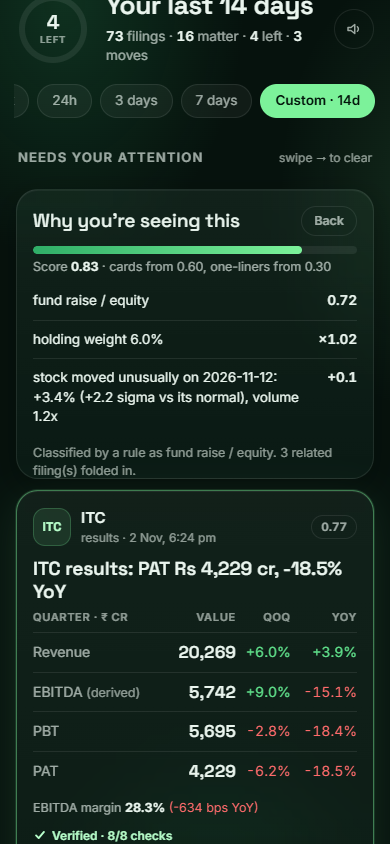 4
LEFT
Your last 14 days
73 filings · 16 matter · 4 left · 3
moves
24h
3 days
7 days
Custom · 14d
NEEDS YOUR ATTENTION
swipe → to clear
Why you're seeing this
Back
Score 0.83 · cards from 0.60, one-liners from 0.30
fund raise / equity 0.72
holding weight 6.0% ×1.02
stock moved unusually on 2026-11-12: +0.1
+3.4% (+2.2 sigma vs its normal), volume
1.2x
Classified by a rule as fund raise / equity. 3 related
filing(s) folded in.
ITC
ITC
results · 2 Nov, 6:24 pm
0.77
ITC results: PAT Rs 4,229 cr, -18.5%
YoY
QUARTER · ₹ CR VALUE QOQ YOY
Revenue 20,269 +6.0% +3.9%
EBITDA (derived) 5,742 +9.0% -15.1%
PBT 5,695 -2.8% -18.4%
PAT 4,229 -6.2% -18.5%
EBITDA margin 28.3% (-634 bps YoY)
✓ Verified · 8/8 checks